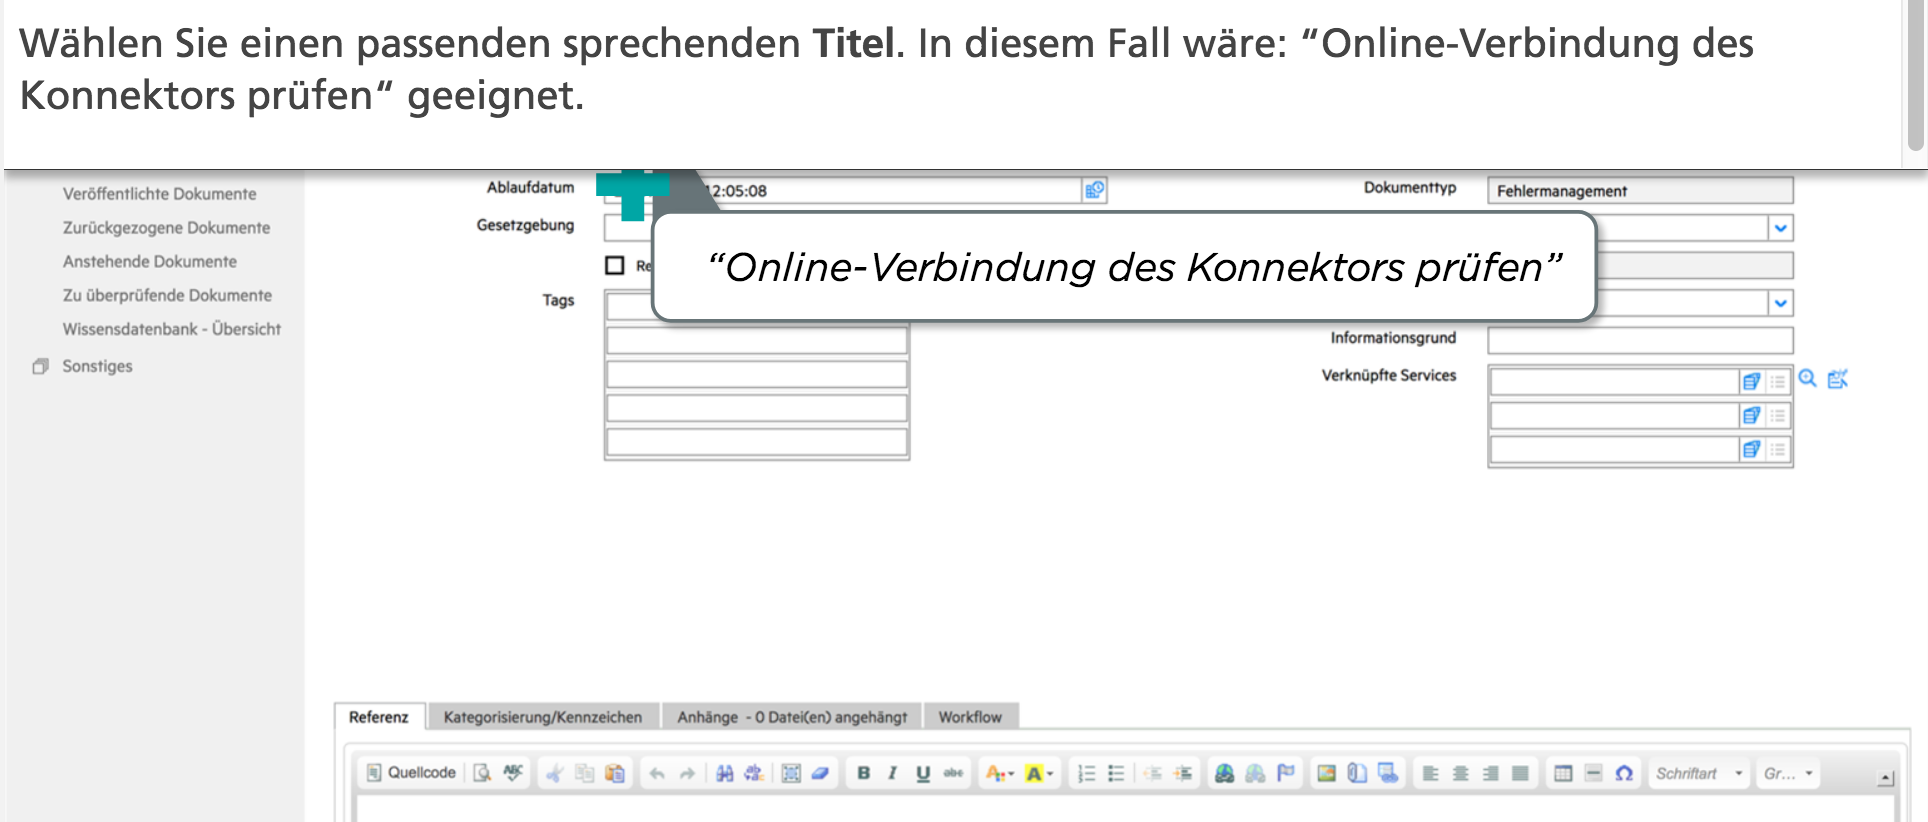 Wählen Sie einen passenden sprechenden Titel. In diesem Fall wäre: “Online-Verbindung des
Konnektors prüfen“ geeignet.
Veröffentlichte Dokumente
Zurückgezogene Dokumente
Anstehende Dokumente
Zu überprüfende Dokumente
Wissensdatenbank - Übersicht
Sonstiges
Ablaufdatum 2:05:08
Gesetzgebung
Re
“Online-Verbindung des Konnektors prüfen”
Tags
Dokumenttyp Fehlermanagement
Informationsgrund
Verknüpfte Services
Referenz Kategorisierung/Kennzeichen Anhänge - 0 Datei(en) angehängt Workflow
Quellcode ABC B I U abc A A Ω Schriftart Gr...